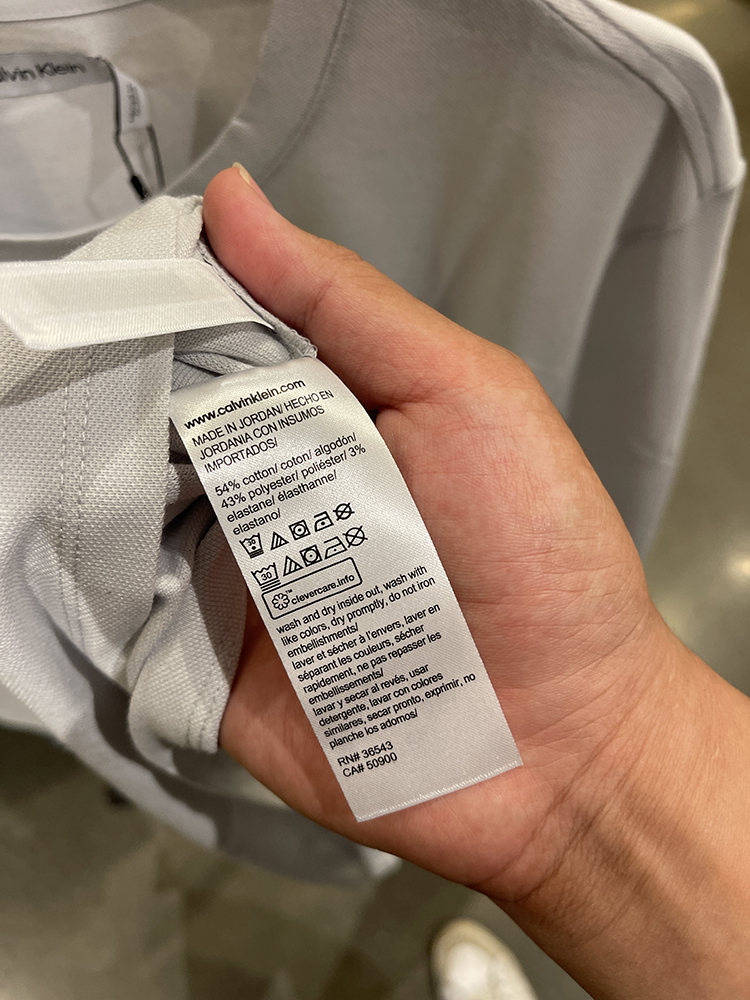 lvin Klein
www.calvinklein.com
MADE IN JORDAN/ HECHO EN
JORDANIA CON INSUMOS
IMPORTADOS/
54% cotton/ coton/ algodón/
43% polyester/ poliéster/ 3%
elastane/ élasthanne/
elastano/
30
30
clevercare.info
wash and dry inside out, wash with
like colors, dry promptly, do not iron
embellishments/
laver et sécher à l'envers, laver en
séparant les couleurs, sécher
rapidement, ne pas repasser les
embellissements/
lavar y secar al revés, usar
detergente, lavar con colores
similares, secar pronto, exprimir, no
planche los adornos/
RN# 36543
CA# 50900